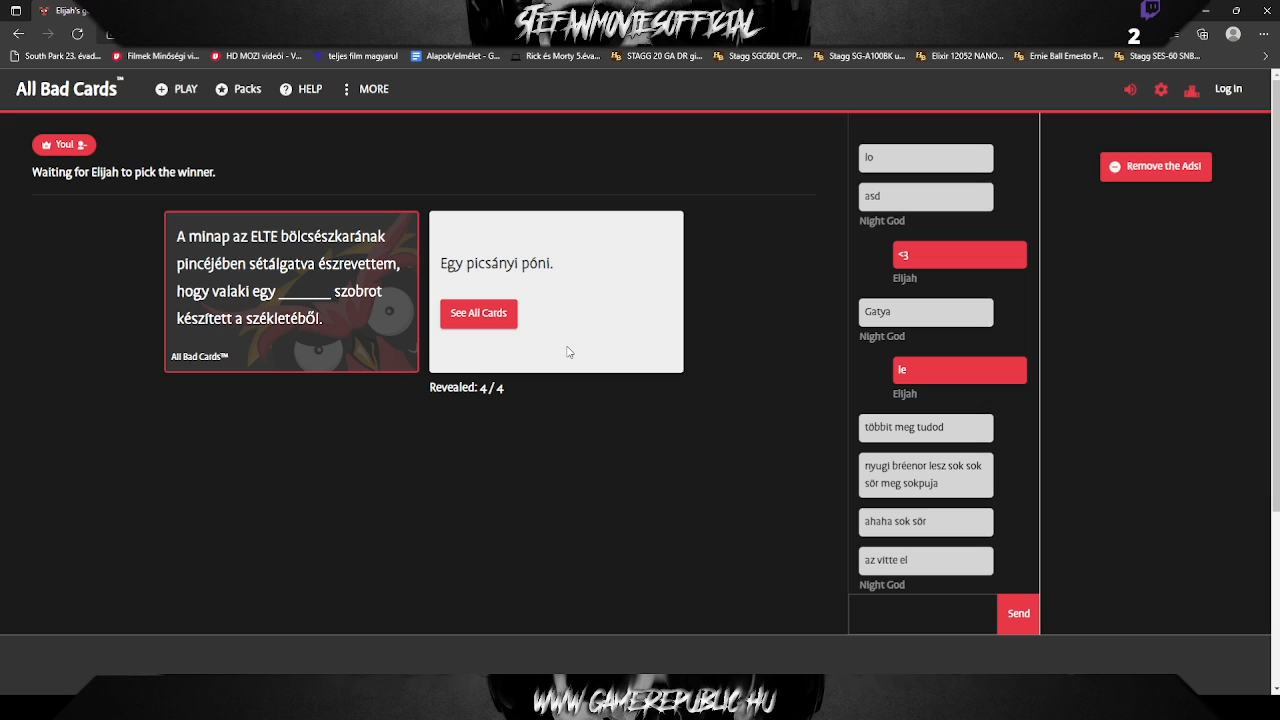 Elijah's g
STEFANMOVIESOFFICIAL
2
South Park 23. évad...
Filmek Minőségi vi...
HD MOZI videói - V...
teljes film magyarul
Alapok/elmélet - G...
Rick és Morty 5.éva...
STAGG 20 GA DR gi...
Stagg SGC6DL CPP...
Stagg SG-A100BK u...
Elixir 12052 NANO...
Ernie Ball Ernesto P...
Stagg SES-60 SNB...
All Bad Cards™
PLAY
Packs
HELP
MORE
Log In
You!
Waiting for Elijah to pick the winner.
A minap az ELTE bölcsészkarának
pincéjében sétálgatva észrevettem,
hogy valaki egy _______ szobrot
készített a székletéből.
All Bad Cards™
Egy picsányi póni.
See All Cards
Revealed: 4 / 4
lo
asd
Night God
<3
Elijah
Gatya
Night God
le
Elijah
többit meg tudod
nyugi bréenor lesz sok sok
sör meg sokpuja
ahaha sok sör
az vitte el
Night God
Send
Remove the Ads!
WWW GAMEREPUBLIC.HU